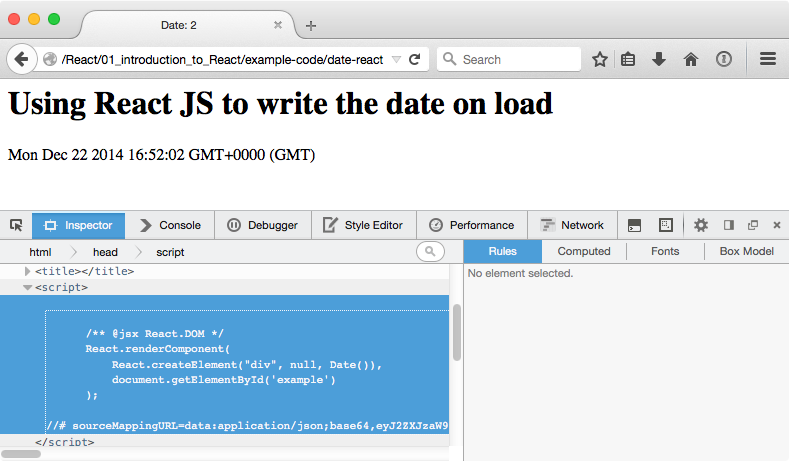 Date: 2
/React/01_introduction_to_React/example-code/date-react
Search
Using React JS to write the date on load
Mon Dec 22 2014 16:52:02 GMT+0000 (GMT)
Inspector Console Debugger Style Editor Performance Network
html head script
Rules Computed Fonts Box Model
No element selected.
<title></title>
<script>
/** @jsx React.DOM */
React.renderComponent(
React.createElement("div", null, Date()),
document.getElementById('example')
);
//# sourceMappingURL=data:application/json;base64,eyJ2ZXJzaW9
</script>